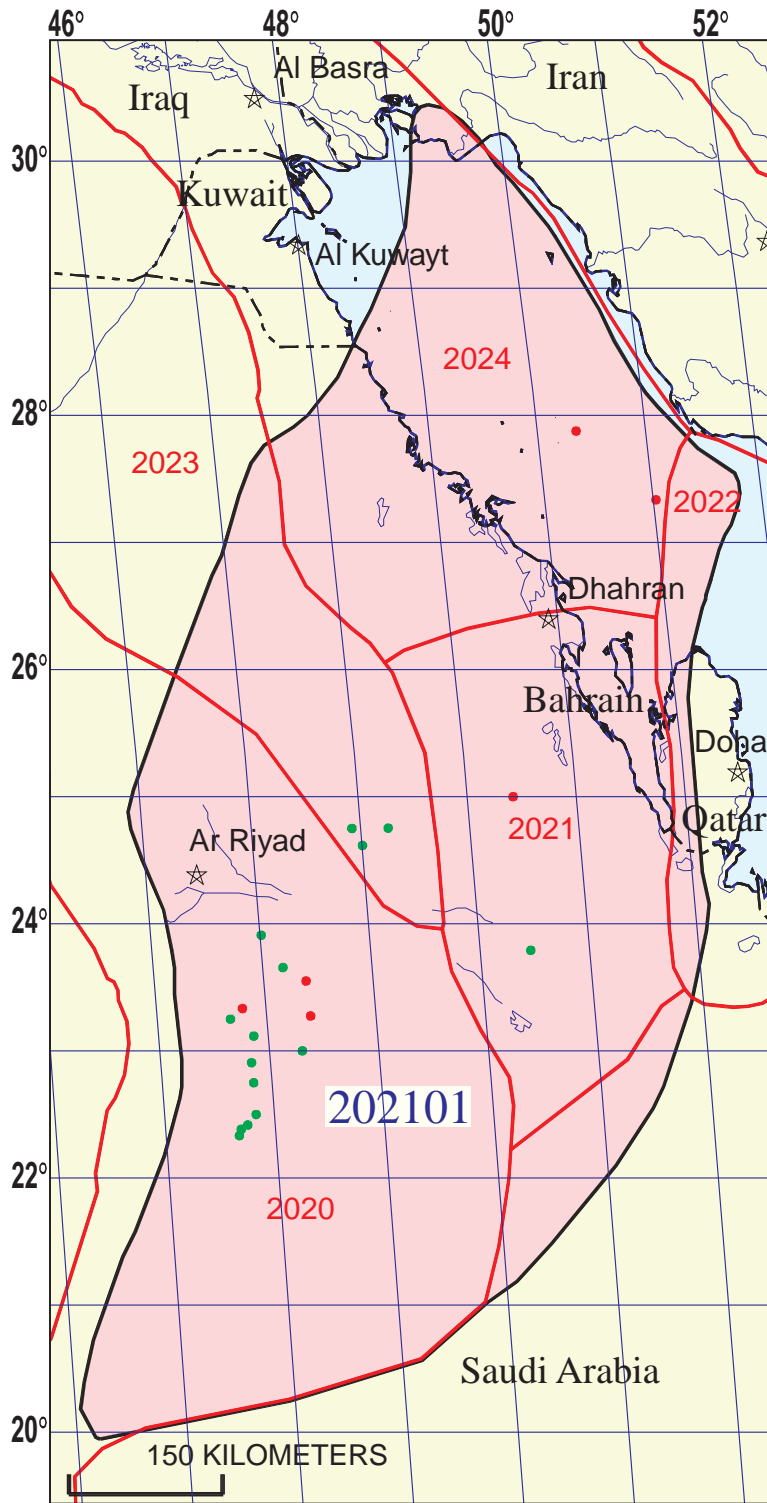 46° 48° 50° 52°
Al Basra
Iran
Iraq
30°
Kuwait
Al Kuwayt
2024
28°
2023
2022
Dhahran
26°
Bahrain
Doha
2021
Qatar
Ar Riyad
24°
202101
22°
2020
Saudi Arabia
20°
150 KILOMETERS